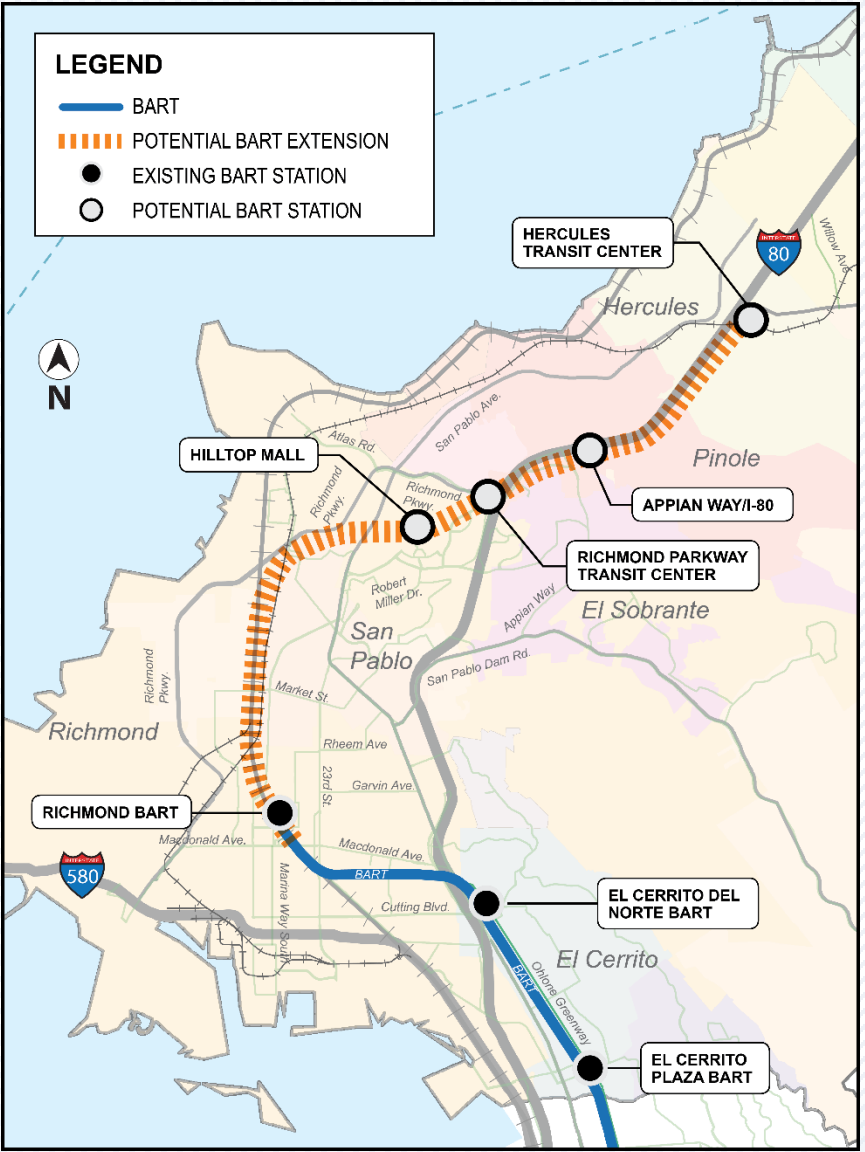 LEGEND
BART
POTENTIAL BART EXTENSION
EXISTING BART STATION
POTENTIAL BART STATION
HERCULES
TRANSIT CENTER
INTERSTATE
80
Willow Ave
Hercules
N
San Pablo Ave.
Atlas Rd.
HILLTOP MALL
Richmond
Pkwy.
Richmond
Pkwy.
Pinole
APPIAN WAY/I-80
RICHMOND PARKWAY
TRANSIT CENTER
Robert
Miller Dr.
Appian Way
El Sobrante
San
Pablo
San Pablo Dam Rd.
Richmond
Pkwy.
Market St.
Richmond
Rheem Ave
23rd St.
Garvin Ave.
RICHMOND BART
Macdonald Ave.
Macdonald Ave.
INTERSTATE
580
BART
Marina Way South
Cutting Blvd.
EL CERRITO DEL
NORTE BART
El Cerrito
BART
Ohlone Greenway
EL CERRITO
PLAZA BART